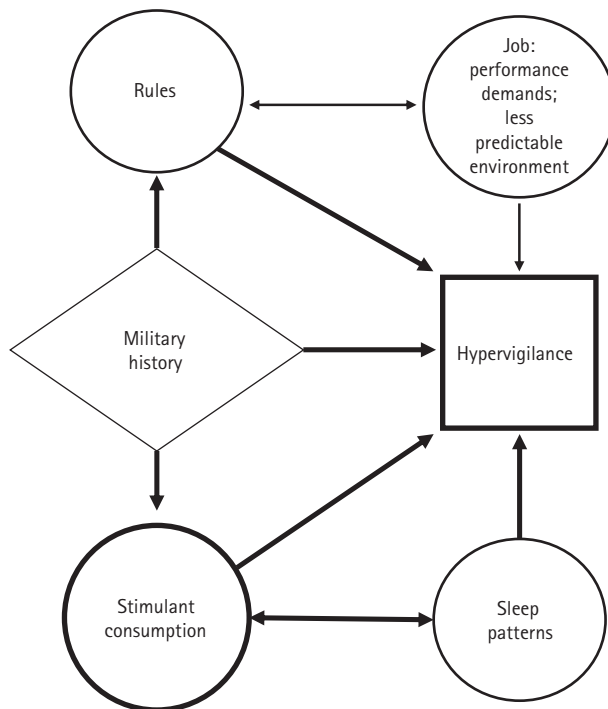 Rules
Job:
performance
demands;
less
predictable
environment
Military
history
Hypervigilance
Stimulant
consumption
Sleep
patterns